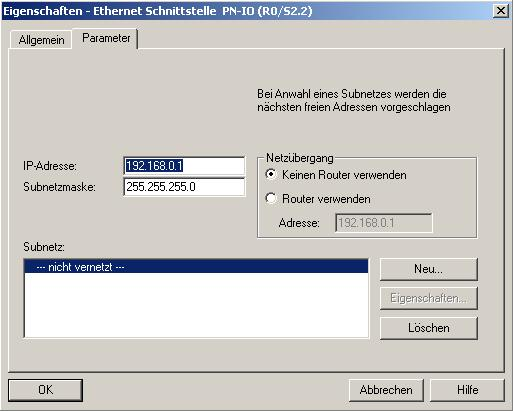 Eigenschaften - Ethernet Schnittstelle PN-IO (R0/S2.2)
Allgemein
Parameter
Bei Anwahl eines Subnetzes werden die
nächsten freien Adressen vorgeschlagen
IP-Adresse:
192.168.0.1
Subnetzmaske:
255.255.255.0
Netzübergang
Keinen Router verwenden
Router verwenden
Adresse:
192.168.0.1
Subnetz:
--- nicht vernetzt ---
Neu...
Eigenschaften...
Löschen
OK
Abbrechen
Hilfe